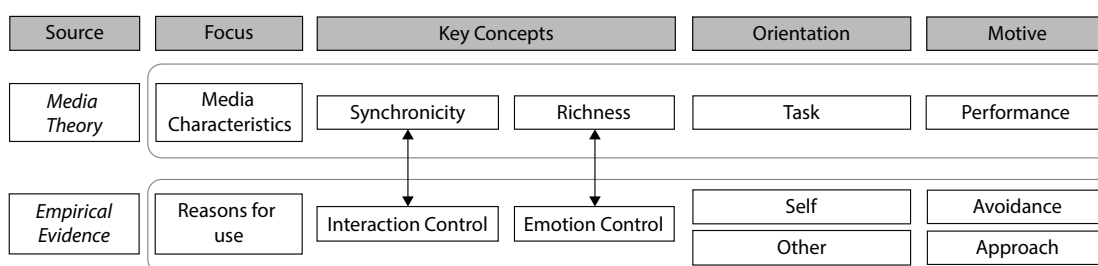 Source
Focus
Key Concepts
Orientation
Motive
Media
Theory
Media
Characteristics
Synchronicity
Richness
Task
Performance
Empirical
Evidence
Reasons for
use
Interaction Control
Emotion Control
Self
Other
Avoidance
Approach